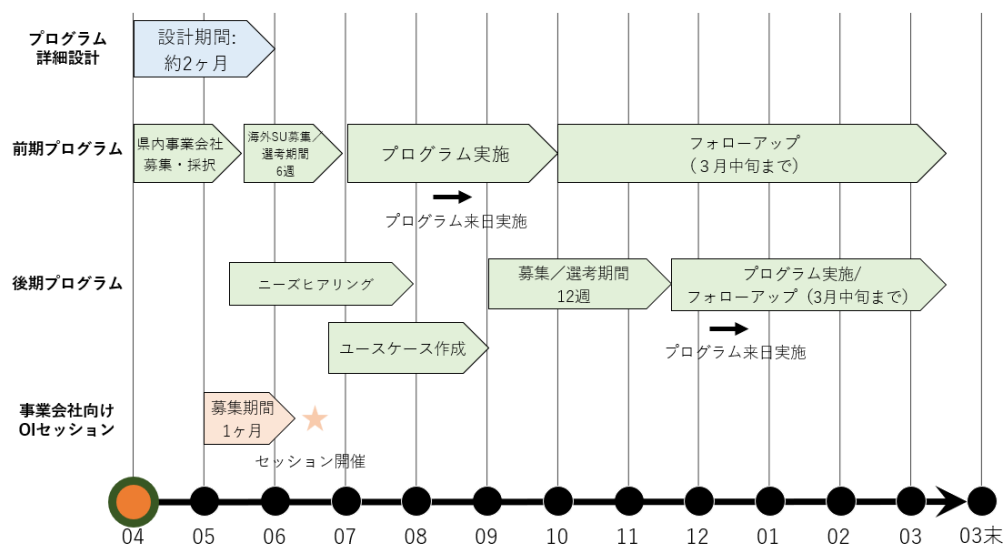 プログラム
詳細設計
設計期間:
約2ヶ月
前期プログラム
県内事業会社
募集・採択
海外SU募集／
選考期間
6週
プログラム実施
フォローアップ
（３月中旬まで）
プログラム来日実施
後期プログラム
ニーズヒアリング
募集／選考期間
12週
プログラム実施/
フォローアップ（3月中旬まで）
ユースケース作成
プログラム来日実施
事業会社向け
OIセッション
募集期間
1ヶ月
セッション開催
04 05 06 07 08 09 10 11 12 01 02 03 03末